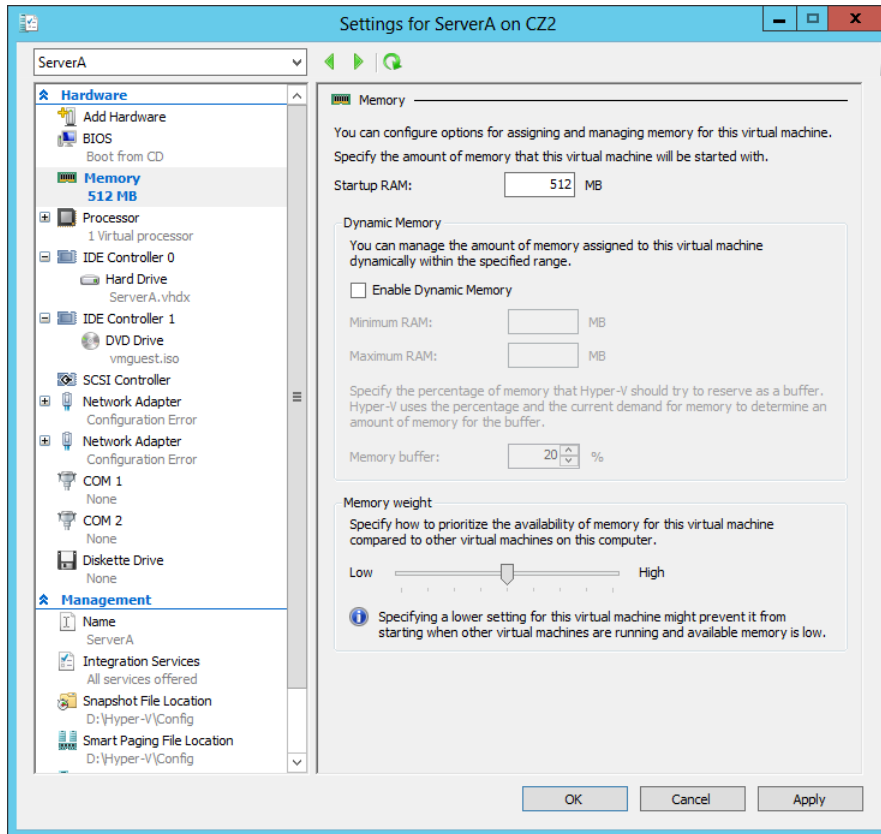 Settings for ServerA on CZ2
ServerA
Hardware
Add Hardware
BIOS
Boot from CD
Memory
512 MB
Processor
1 Virtual processor
IDE Controller 0
Hard Drive
ServerA.vhdx
IDE Controller 1
DVD Drive
vmguest.iso
SCSI Controller
Network Adapter
Configuration Error
Network Adapter
Configuration Error
COM 1
None
COM 2
None
Diskette Drive
None
Management
Name
ServerA
Integration Services
All services offered
Snapshot File Location
D:\Hyper-V\Config
Smart Paging File Location
D:\Hyper-V\Config
Memory
You can configure options for assigning and managing memory for this virtual machine.
Specify the amount of memory that this virtual machine will be started with.
Startup RAM: 512 MB
Dynamic Memory
You can manage the amount of memory assigned to this virtual machine
dynamically within the specified range.
Enable Dynamic Memory
Minimum RAM: MB
Maximum RAM: MB
Specify the percentage of memory that Hyper-V should try to reserve as a buffer.
Hyper-V uses the percentage and the current demand for memory to determine an
amount of memory for the buffer.
Memory buffer: 20 %
Memory weight
Specify how to prioritize the availability of memory for this virtual machine
compared to other virtual machines on this computer.
Low High
Specifying a lower setting for this virtual machine might prevent it from
starting when other virtual machines are running and available memory is low.
OK Cancel Apply